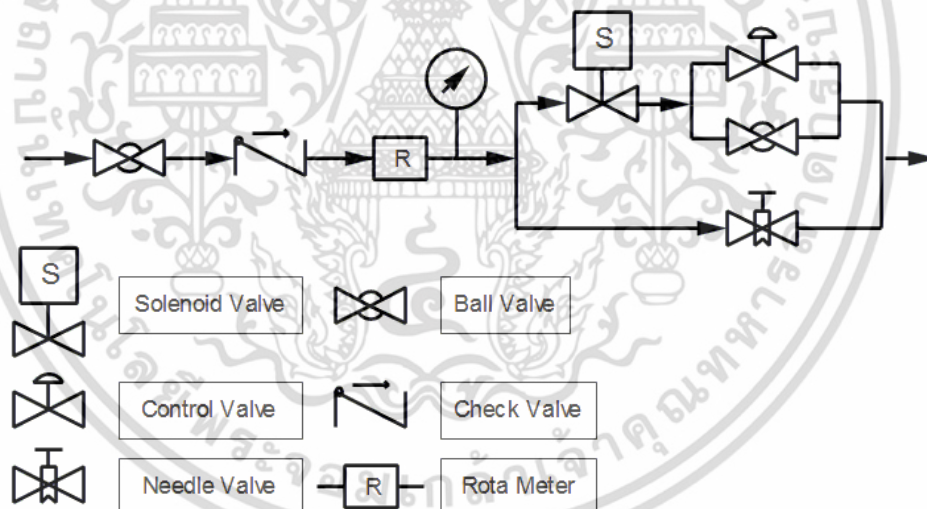 S
R
S
Solenoid Valve
Ball Valve
Control Valve
Check Valve
Needle Valve
R
Rota Meter